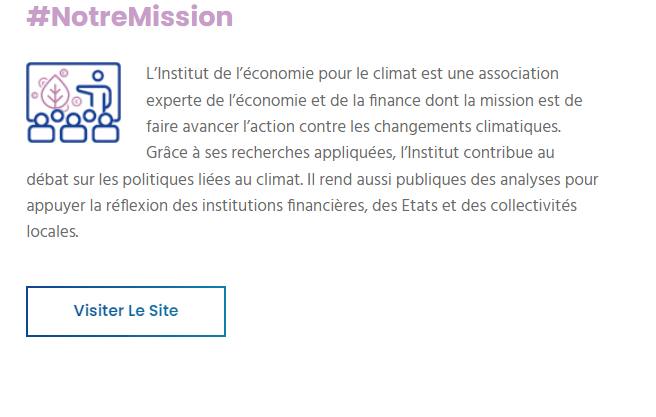 #NotreMission
L’Institut de l’économie pour le climat est une association
experte de l’économie et de la finance dont la mission est de
faire avancer l’action contre les changements climatiques.
Grâce à ses recherches appliquées, l’Institut contribue au
débat sur les politiques liées au climat. Il rend aussi publiques des analyses pour
appuyer la réflexion des institutions financières, des Etats et des collectivités
locales.
Visiter Le Site